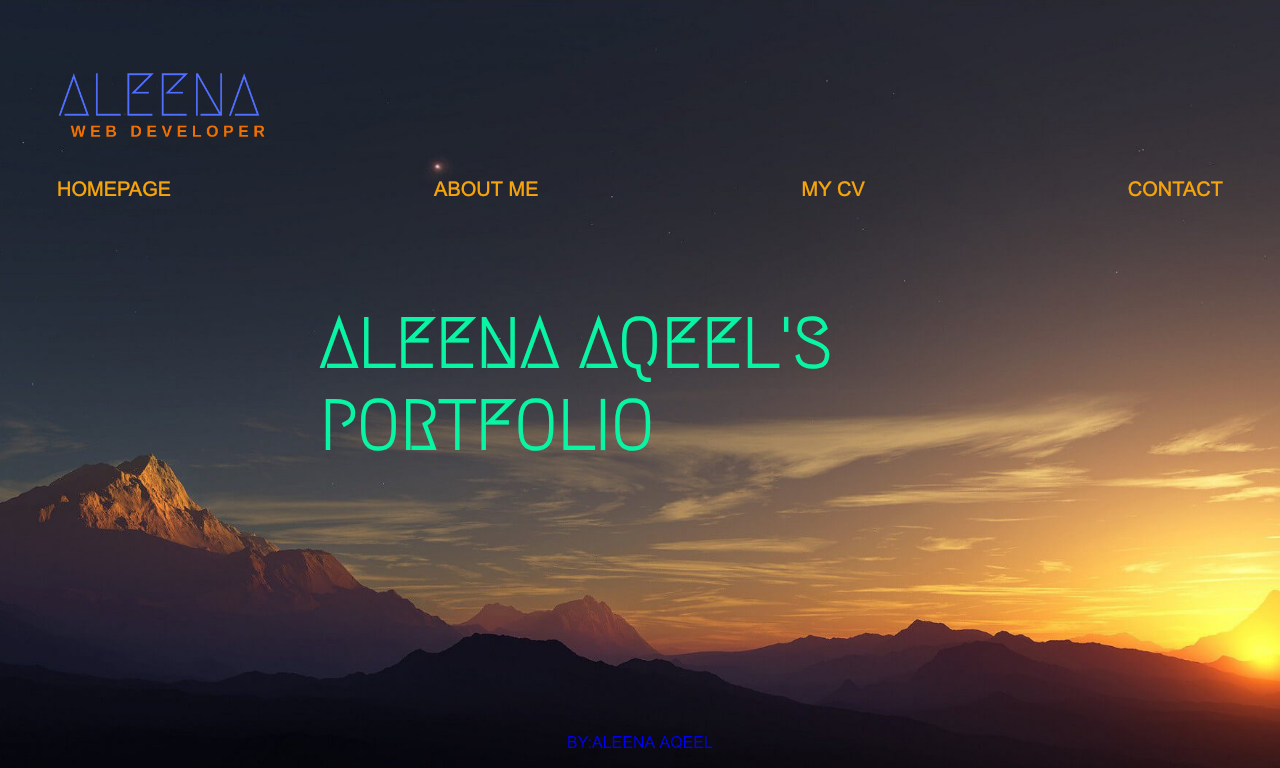 ALEENA
WEB DEVELOPER
HOMEPAGE ABOUT ME MY CV CONTACT
ALEENA AQEEL'S
PORTFOLIO
BY:ALEENA AQEEL